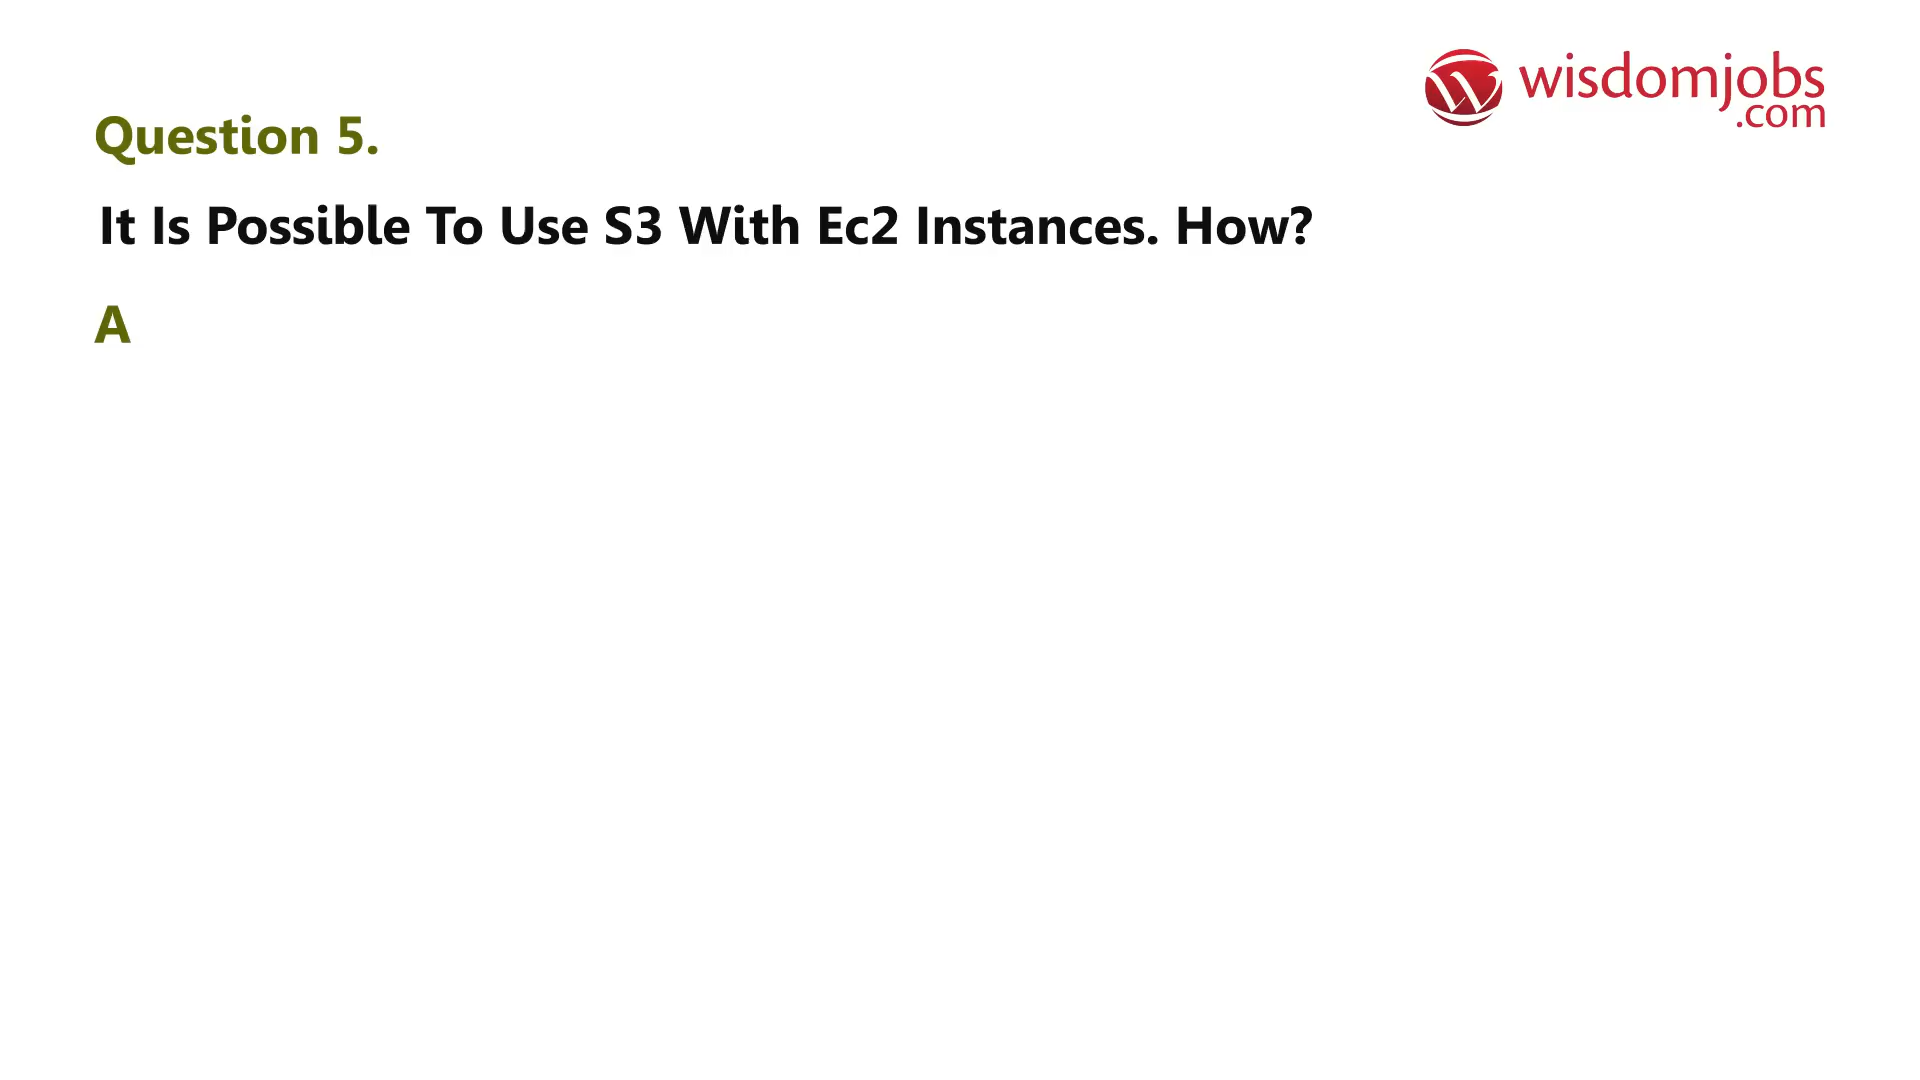 wisdomjobs
.com
Question 5.
It Is Possible To Use S3 With Ec2 Instances. How?
A